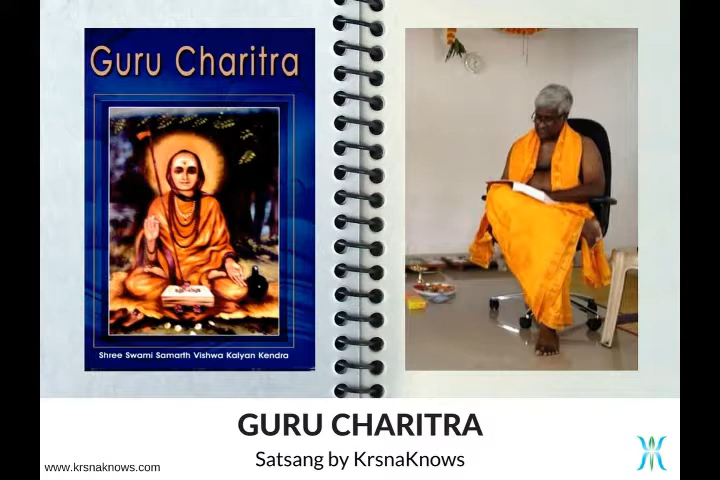 Guru Charitra
Shree Swami Samarth Vishwa Kalyan Kendra
GURU CHARITRA
Satsang by KrsnaKnows
www.krsnaknows.com